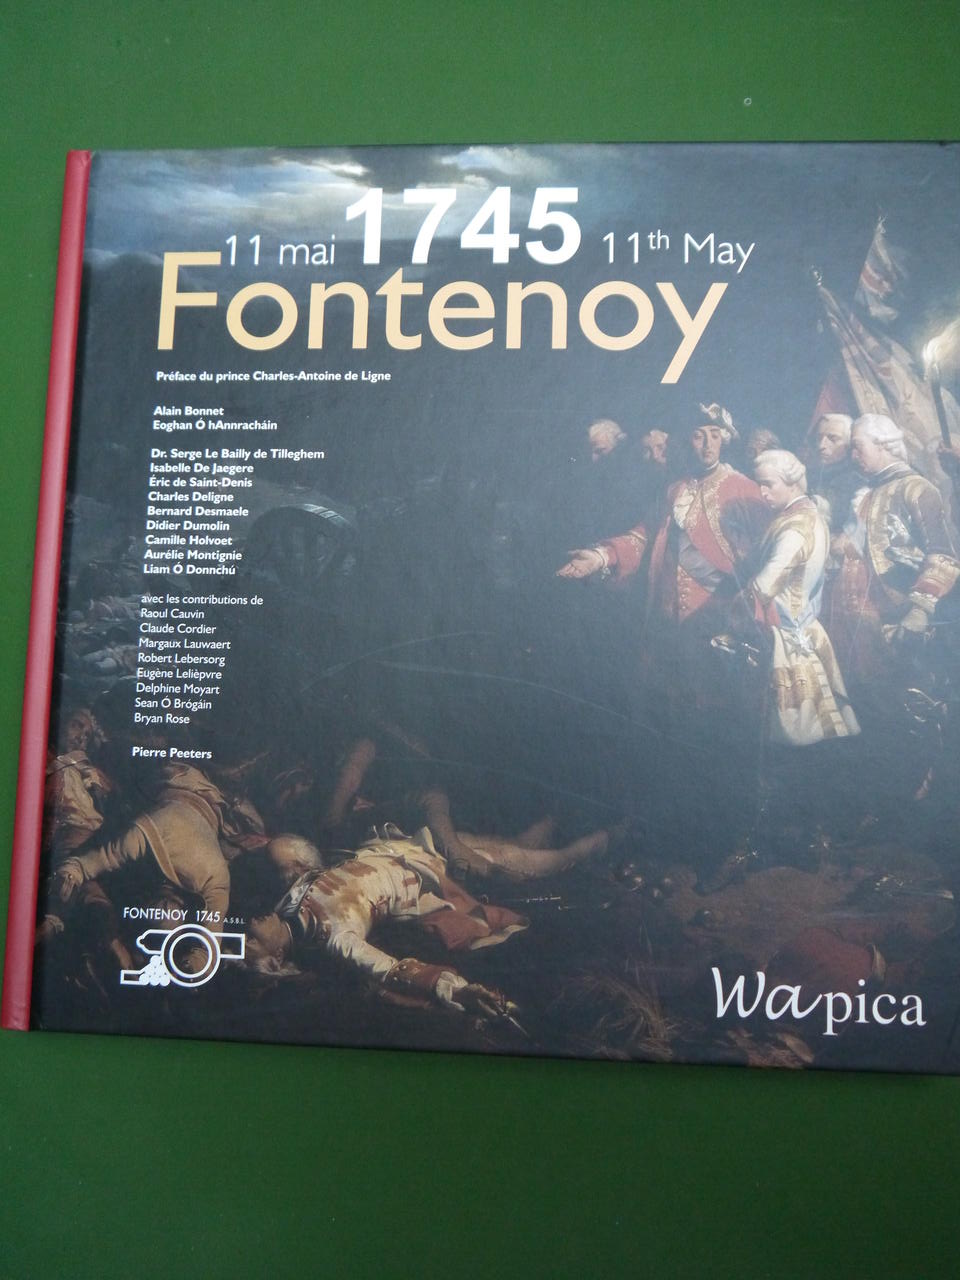 11 mai 1745 11th May
Fontenoy
Préface du prince Charles-Antoine de Ligne
Alain Bonnet
Eoghan Ó hAnnracháin
Dr. Serge Le Bailly de Tilleghem
Isabelle De Jaegere
Éric de Saint-Denis
Charles Deligne
Bernard Desmaele
Didier Dumolin
Camille Holvoet
Aurélie Montignie
Liam Ó Donnchú
avec les contributions de
Raoul Cauvin
Claude Cordier
Margaux Lauwaert
Robert Lebersorg
Eugène Lelièpvre
Delphine Moyart
Sean Ó Brógáin
Bryan Rose
Pierre Peeters
FONTENOY 1745 A.S.B.L.
Wapica